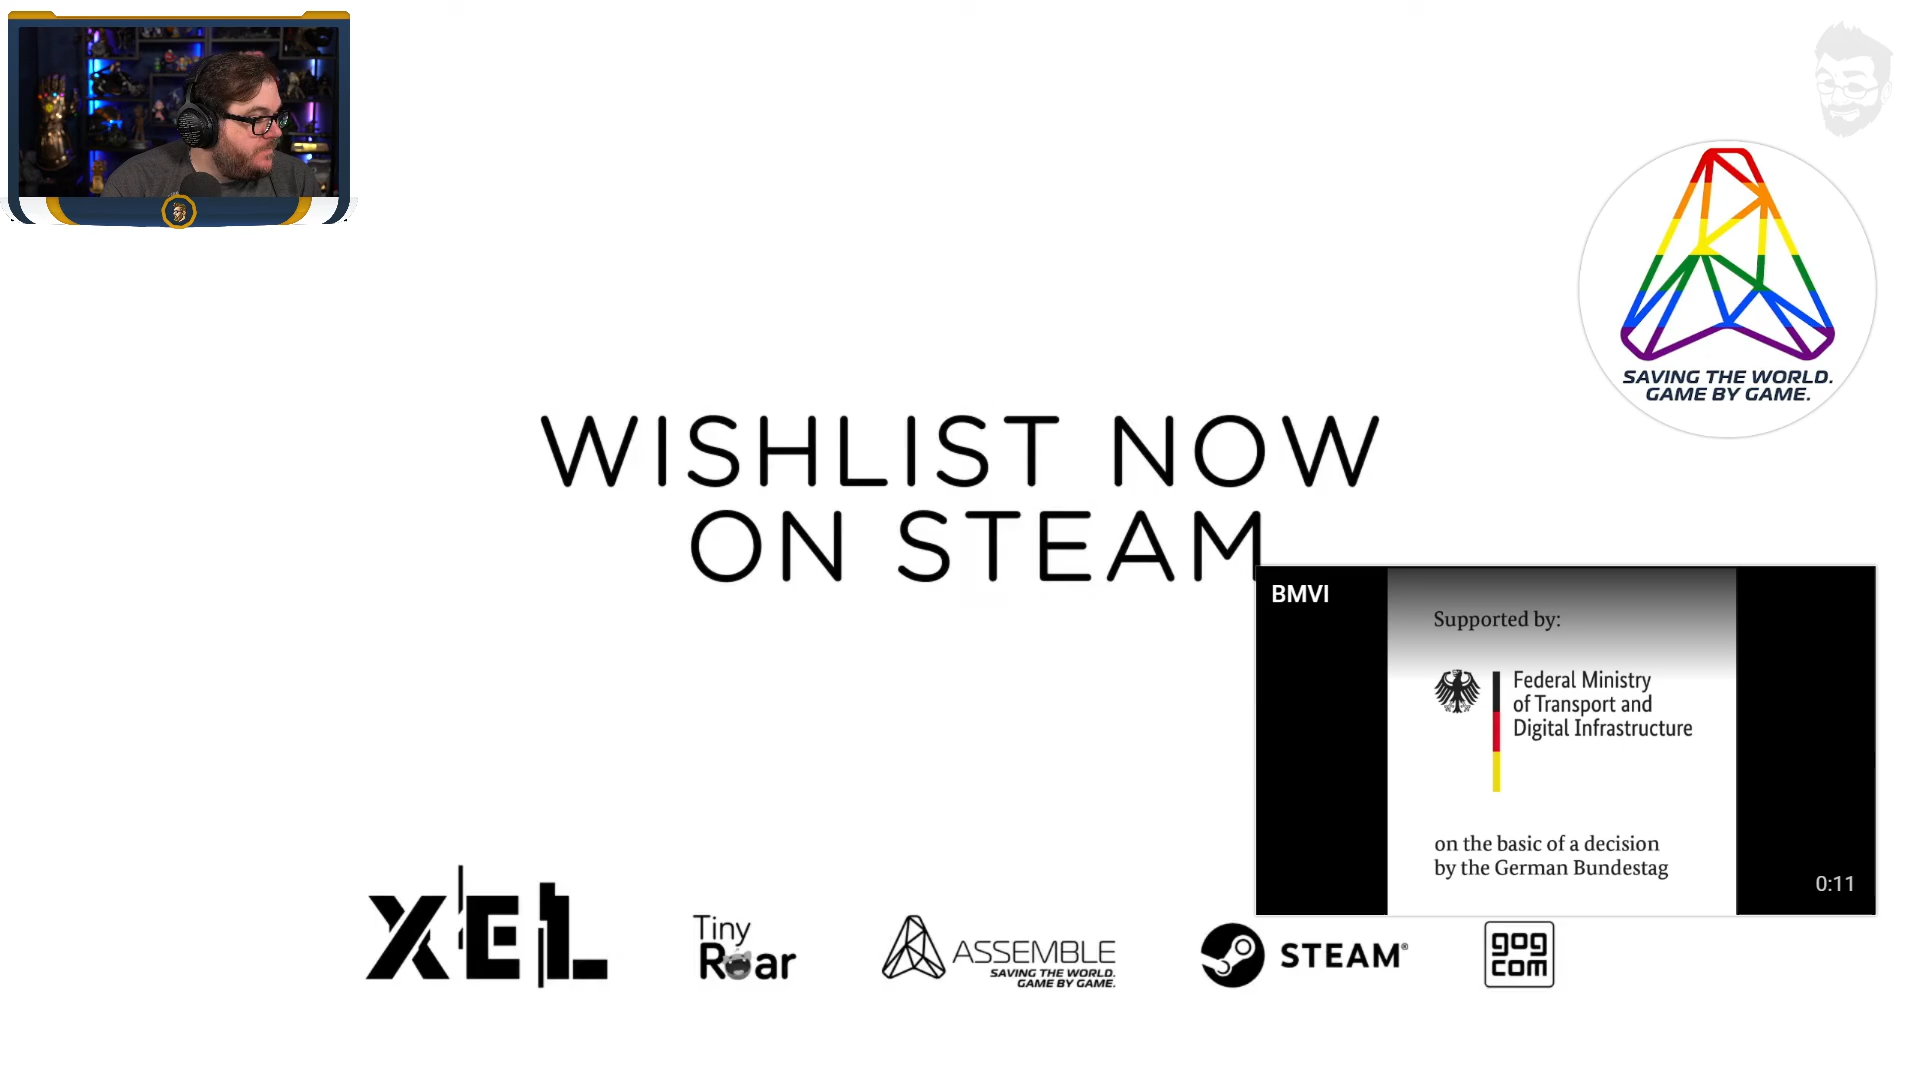 SAVING THE WORLD.
GAME BY GAME.
WISHLIST NOW
ON STEAM
BMVI
Supported by:
Federal Ministry
of Transport and
Digital Infrastructure
on the basic of a decision
by the German Bundestag
0:11
XEL
Tiny
Roar
ASSEMBLE
SAVING THE WORLD.
GAME BY GAME.
STEAM®
gog
com